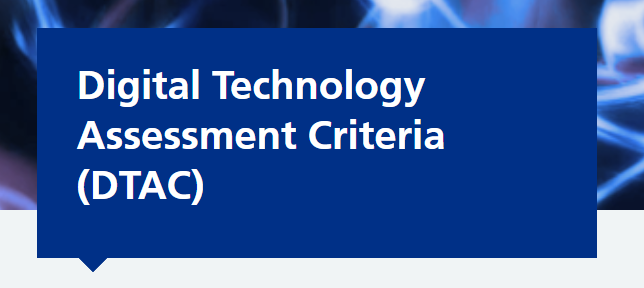 Digital Technology
Assessment Criteria
(DTAC)